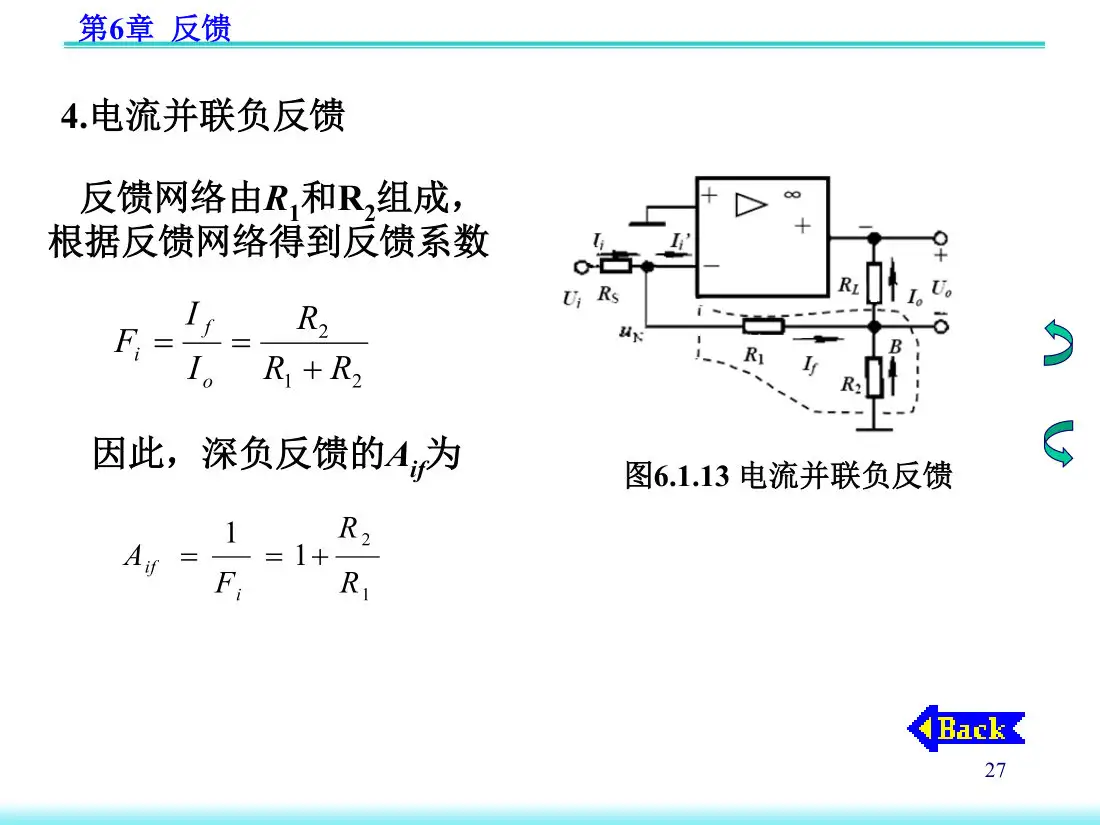 第6章 反馈
4.电流并联负反馈
反馈网络由R1和R2组成，
根据反馈网络得到反馈系数
Fi = If / Io = R2 / (R1 + R2)
因此，深负反馈的Aif为
Aif = 1 / Fi = 1 + R2 / R1
+ ▷ ∞
+
−
Ii Ii'
−
Ui RS
uN
RL Io
+
Uo
−
R1 If
B
R2
图6.1.13 电流并联负反馈
Back
27